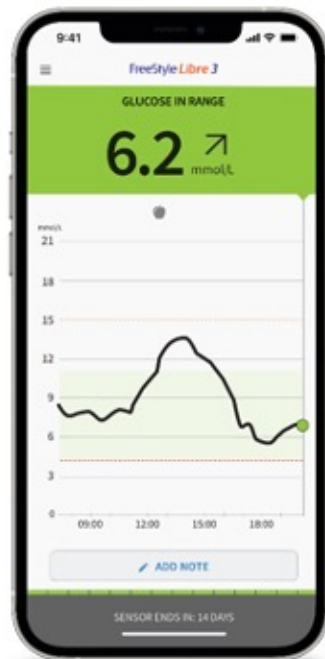 9:41
FreeStyle Libre 3
GLUCOSE IN RANGE
6.2
mmol/L
mmol/L
21
18
15
12
9
6
3
0
09:00 12:00 15:00 18:00
ADD NOTE
SENSOR ENDS IN: 14 DAYS